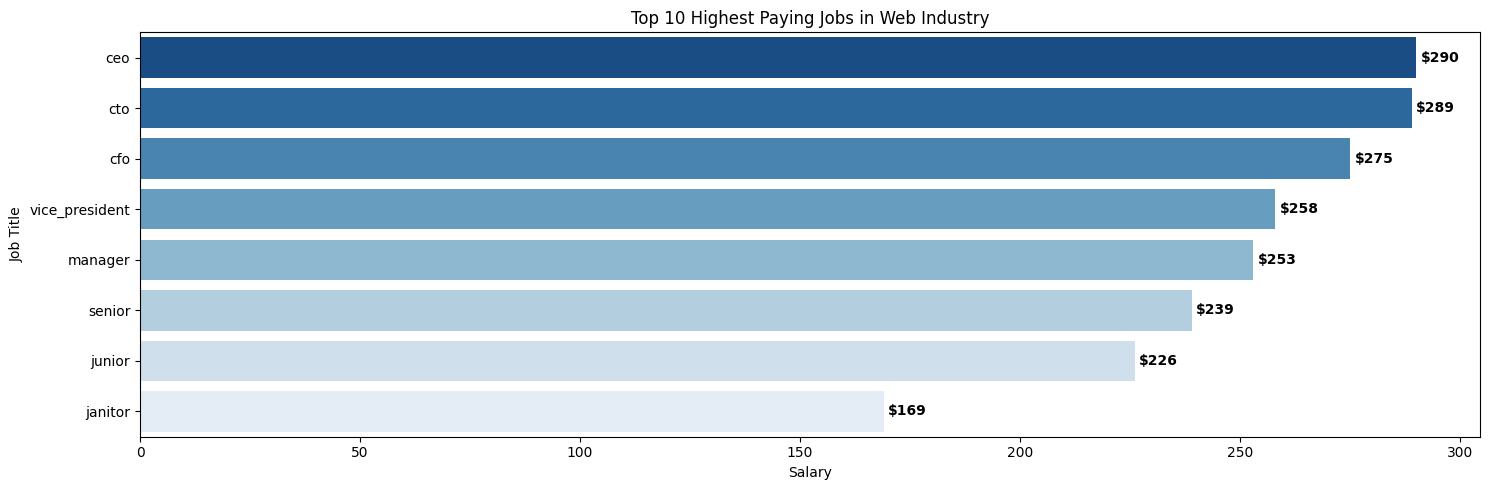 Top 10 Highest Paying Jobs in Web Industry
Job Title
ceo $290
cto $289
cfo $275
vice_president $258
manager $253
senior $239
junior $226
janitor $169
0 50 100 150 200 250 300
Salary